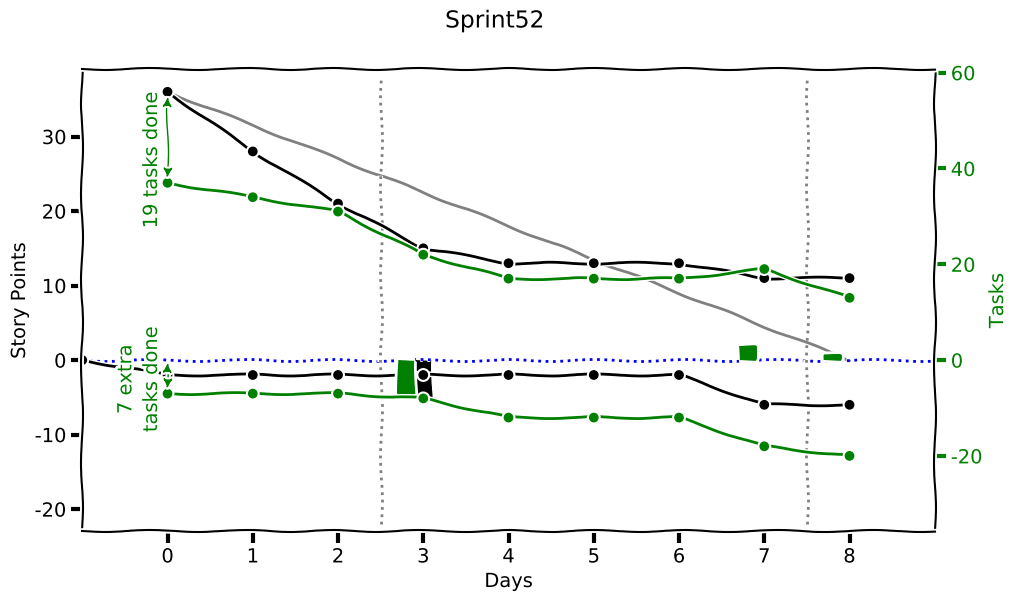 Sprint52
60
40
20
0
-20
Tasks
30
20
10
0
-10
-20
Story Points
19 tasks done
7 extra
tasks done
0 1 2 3 4 5 6 7 8
Days